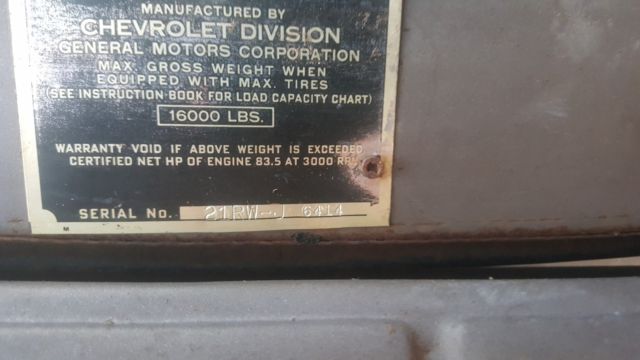 MANUFACTURED BY
CHEVROLET DIVISION
GENERAL MOTORS CORPORATION
MAX. GROSS WEIGHT WHEN
EQUIPPED WITH MAX. TIRES
(SEE INSTRUCTION BOOK FOR LOAD CAPACITY CHART)
16000 LBS.
WARRANTY VOID IF ABOVE WEIGHT IS EXCEEDED
CERTIFIED NET HP OF ENGINE 83.5 AT 3000 RPM
SERIAL No.
M